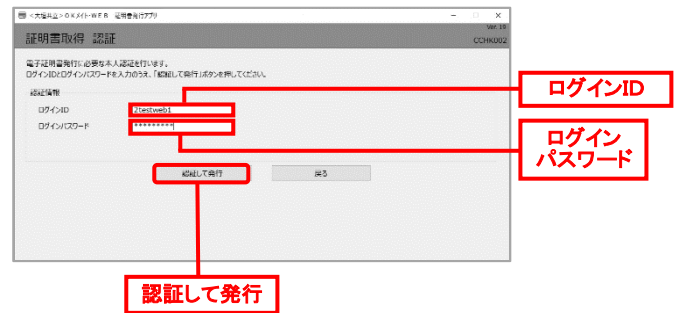 <大垣共立>OKメイト・WEB 証明書発行アプリ
Ver. 18
証明書取得 認証
CCHK002
電子証明書発行に必要な本人認証を行います。
ログインIDとログインパスワードを入力のうえ、「認証して発行」ボタンを押してください。
認証情報
ログインID
2testweb1
ログインパスワード
*********
認証して発行
戻る
ログインID
ログイン
パスワード
認証して発行